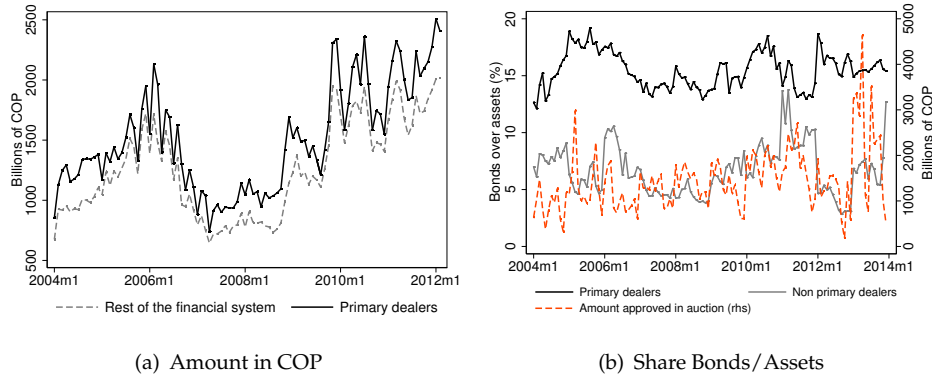 Billions of COP
2500
2000
1500
1000
500
2004m1 2006m1 2008m1 2010m1 2012m1
Rest of the financial system Primary dealers
(a) Amount in COP
Bonds over assets (%)
20
15
10
5
0
Billions of COP
5000
4000
3000
2000
1000
0
2004m1 2006m1 2008m1 2010m1 2012m1 2014m1
Primary dealers Non primary dealers
Amount approved in auction (rhs)
(b) Share Bonds/Assets